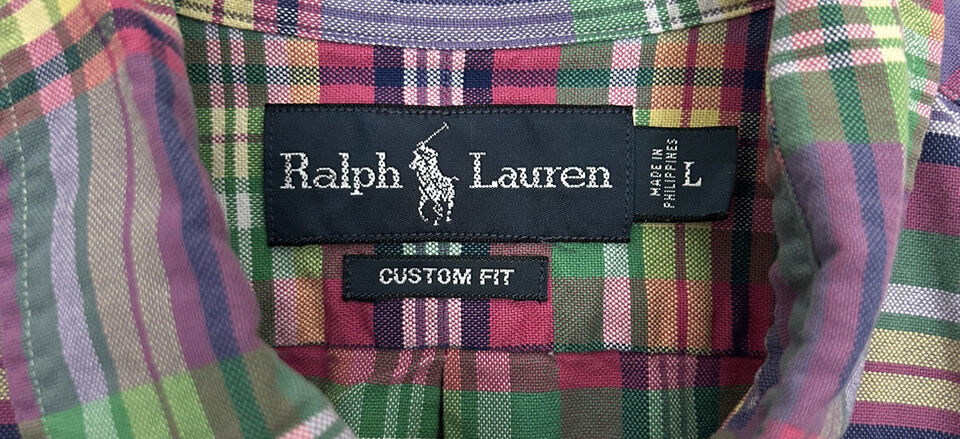 Ralph Lauren
MADE IN
PHILIPPINES
L
CUSTOM FIT